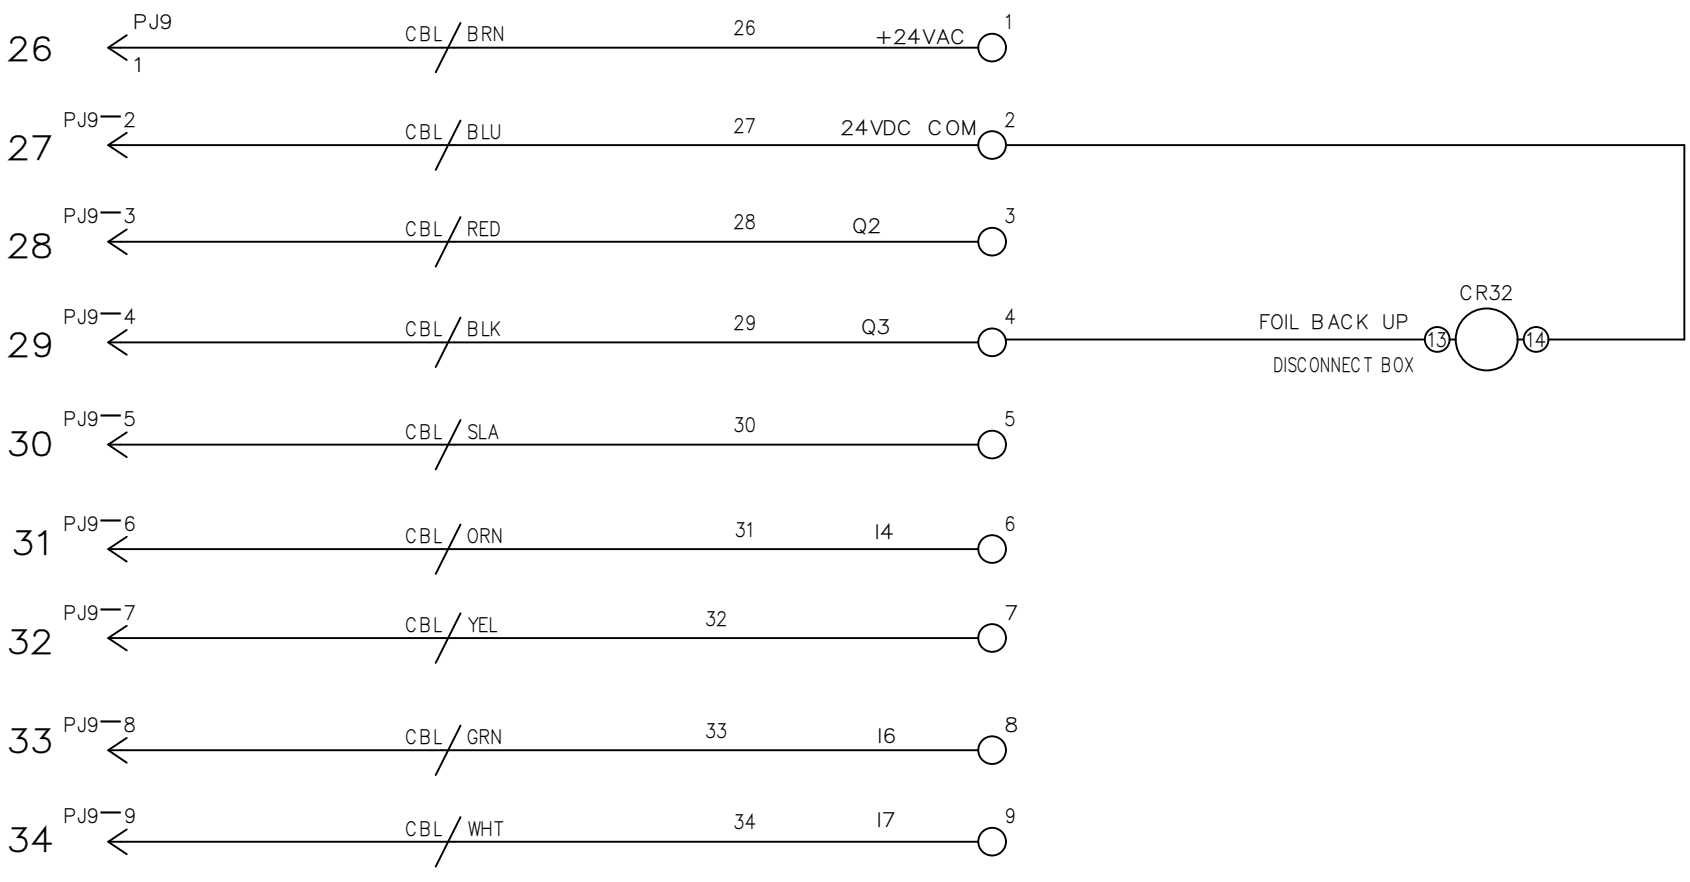 26 PJ9 1 CBL BRN 26 +24VAC 1
27 PJ9-2 CBL BLU 27 24VDC COM 2
28 PJ9-3 CBL RED 28 Q2 3
CR32
29 PJ9-4 CBL BLK 29 Q3 4 FOIL BACK UP 13 14
DISCONNECT BOX
30 PJ9-5 CBL SLA 30 5
31 PJ9-6 CBL ORN 31 I4 6
32 PJ9-7 CBL YEL 32 7
33 PJ9-8 CBL GRN 33 I6 8
34 PJ9-9 CBL WHT 34 I7 9